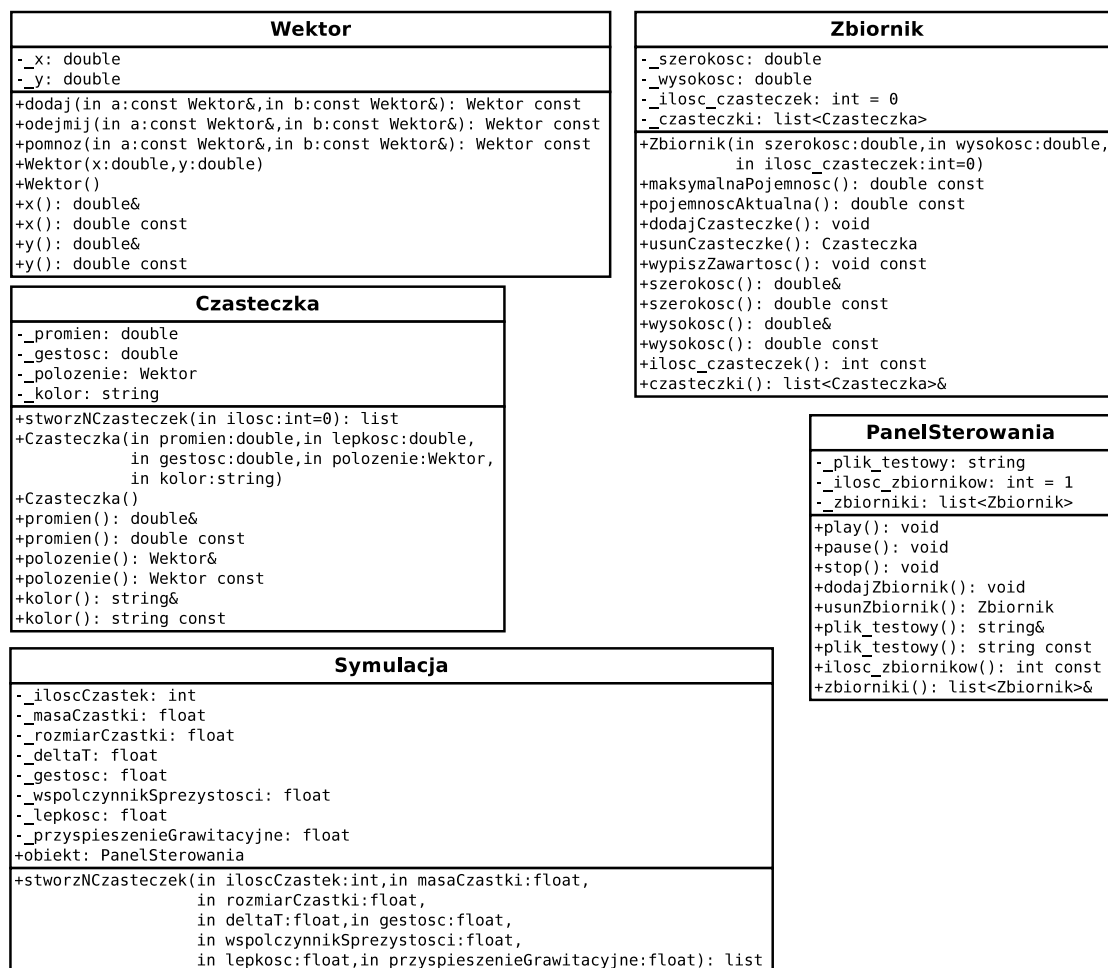 Wektor
-_x: double
-_y: double
+dodaj(in a:const Wektor&,in b:const Wektor&): Wektor const
+odejmij(in a:const Wektor&,in b:const Wektor&): Wektor const
+pomnoz(in a:const Wektor&,in b:const Wektor&): Wektor const
+Wektor(x:double,y:double)
+Wektor()
+x(): double&
+x(): double const
+y(): double&
+y(): double const
Zbiornik
-_szerokosc: double
-_wysokosc: double
-_ilosc_czasteczek: int = 0
-_czasteczki: list<Czasteczka>
+Zbiornik(in szerokosc:double,in wysokosc:double,
in ilosc_czasteczek:int=0)
+maksymalnaPojemnosc(): double const
+pojemnoscAktualna(): double const
+dodajCzasteczke(): void
+usunCzasteczke(): Czasteczka
+wypiszZawartosc(): void const
+szerokosc(): double&
+szerokosc(): double const
+wysokosc(): double&
+wysokosc(): double const
+ilosc_czasteczek(): int const
+czasteczki(): list<Czasteczka>&
Czasteczka
-_promien: double
-_gestosc: double
-_polozenie: Wektor
-_kolor: string
+stworzNCzasteczek(in ilosc:int=0): list
+Czasteczka(in promien:double,in lepkosc:double,
in gestosc:double,in polozenie:Wektor,
in kolor:string)
+Czasteczka()
+promien(): double&
+promien(): double const
+polozenie(): Wektor&
+polozenie(): Wektor const
+kolor(): string&
+kolor(): string const
PanelSterowania
-_plik_testowy: string
-_ilosc_zbiornikow: int = 1
-_zbiorniki: list<Zbiornik>
+play(): void
+pause(): void
+stop(): void
+dodajZbiornik(): void
+usunZbiornik(): Zbiornik
+plik_testowy(): string&
+plik_testowy(): string const
+ilosc_zbiornikow(): int const
+zbiorniki(): list<Zbiornik>&
Symulacja
-_iloscCzastek: int
-_masaCzastki: float
-_rozmiarCzastki: float
-_deltaT: float
-_gestosc: float
-_wspolczynnikSprezystosci: float
-_lepkosc: float
-_przyspieszenieGrawitacyjne: float
+obiekt: PanelSterowania
+stworzNCzasteczek(in iloscCzastek:int,in masaCzastki:float,
in rozmiarCzastki:float,
in deltaT:float,in gestosc:float,
in wspolczynnikSprezystosci:float,
in lepkosc:float,in przyspieszenieGrawitacyjne:float): list